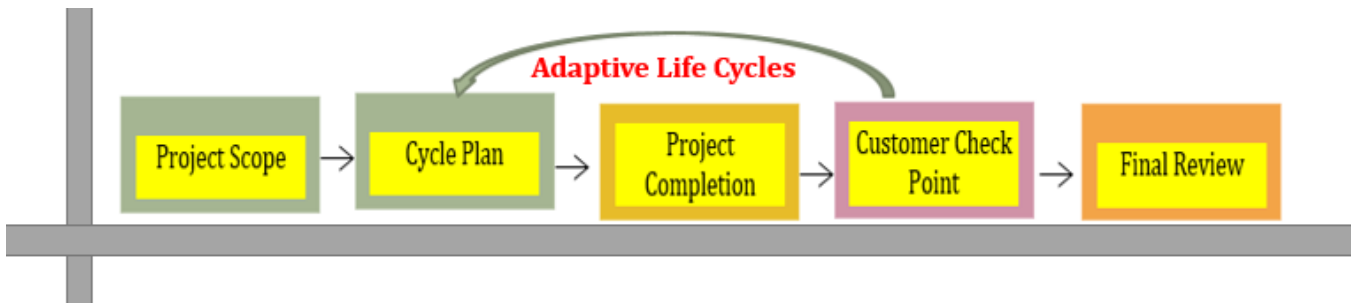 Adaptive Life Cycles
Project Scope
Cycle Plan
Project
Completion
Customer Check
Point
Final Review